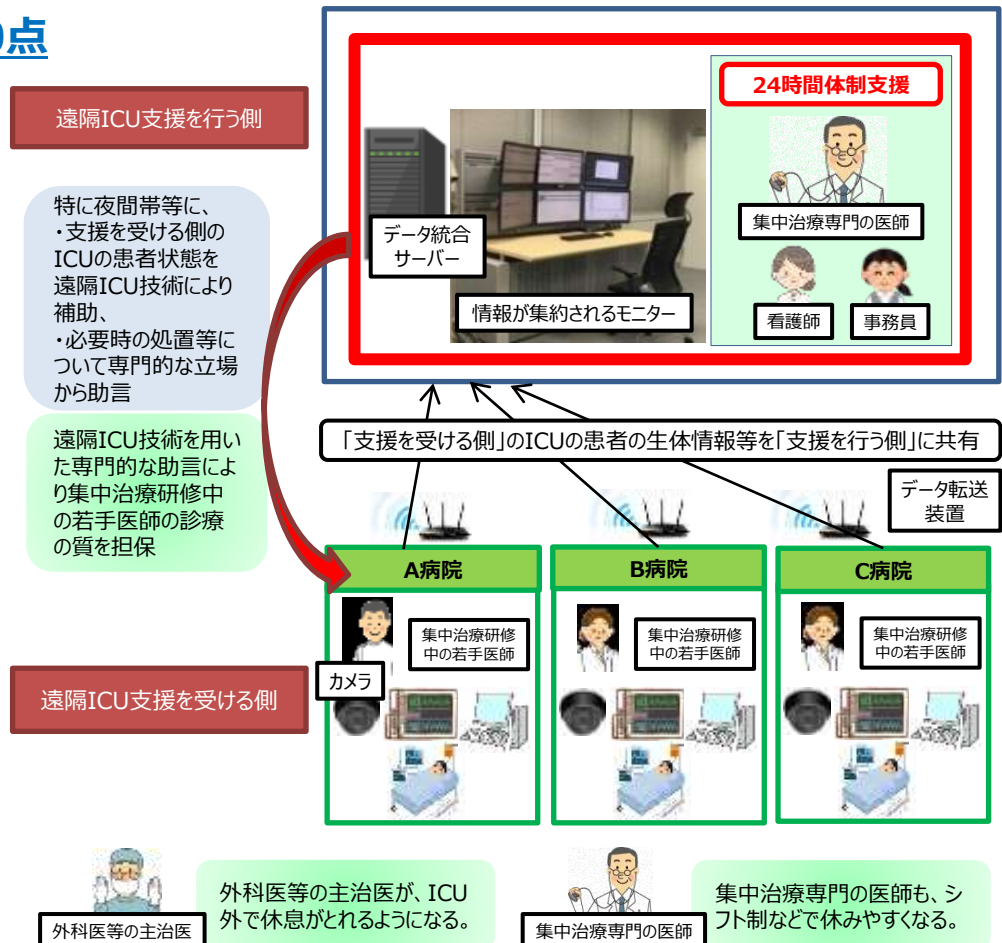 点
遠隔ICU支援を行う側
24時間体制支援
特に夜間帯等に、
・支援を受ける側の
ICUの患者状態を
遠隔ICU技術により
補助、
・必要時の処置等に
ついて専門的な立場
から助言
データ統合
サーバー
情報が集約されるモニター
集中治療専門の医師
看護師
事務員
遠隔ICU技術を用い
た専門的な助言によ
り集中治療研修中
の若手医師の診療
の質を担保
「支援を受ける側」のICUの患者の生体情報等を「支援を行う側」に共有
データ転送
装置
A病院
B病院
C病院
集中治療研修
中の若手医師
集中治療研修
中の若手医師
集中治療研修
中の若手医師
カメラ
遠隔ICU支援を受ける側
外科医等の主治医
外科医等の主治医が、ICU
外で休息がとれるようになる。
集中治療専門の医師
集中治療専門の医師も、シ
フト制などで休みやすくなる。